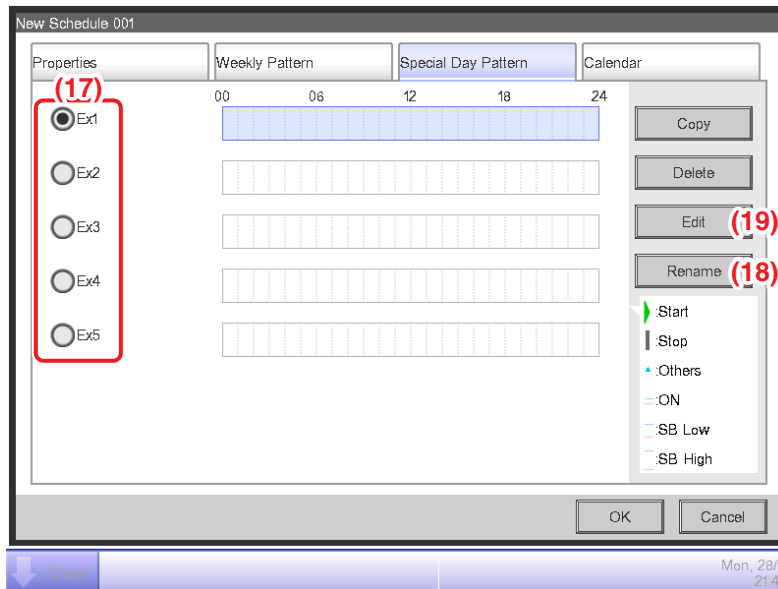 New Schedule 001
Properties Weekly Pattern Special Day Pattern Calendar
(17) 00 06 12 18 24
Ex1 Copy
Ex2 Delete
Ex3 Edit (19)
Ex4 Rename (18)
:Start
Ex5 :Stop
:Others
:ON
:SB Low
:SB High
OK Cancel
Close Mon, 28/
21:4